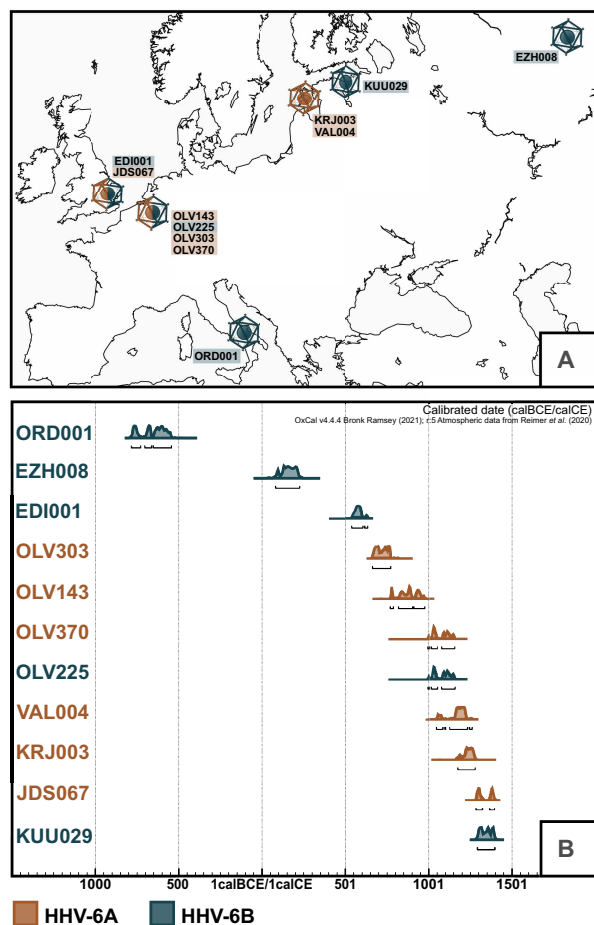 EZH008
KUU029
KRJ003
VAL004
EDI001
JDS067
OLV143
OLV225
OLV303
OLV370
ORD001
A
Calibrated date (calBCE/calCE)
OxCal v4.4.4 Bronk Ramsey (2021); r:5 Atmospheric data from Reimer et al. (2020)
ORD001
EZH008
EDI001
OLV303
OLV143
OLV370
OLV225
VAL004
KRJ003
JDS067
KUU029
B
1000 500 1calBCE/1calCE 501 1001 1501
HHV-6A HHV-6B